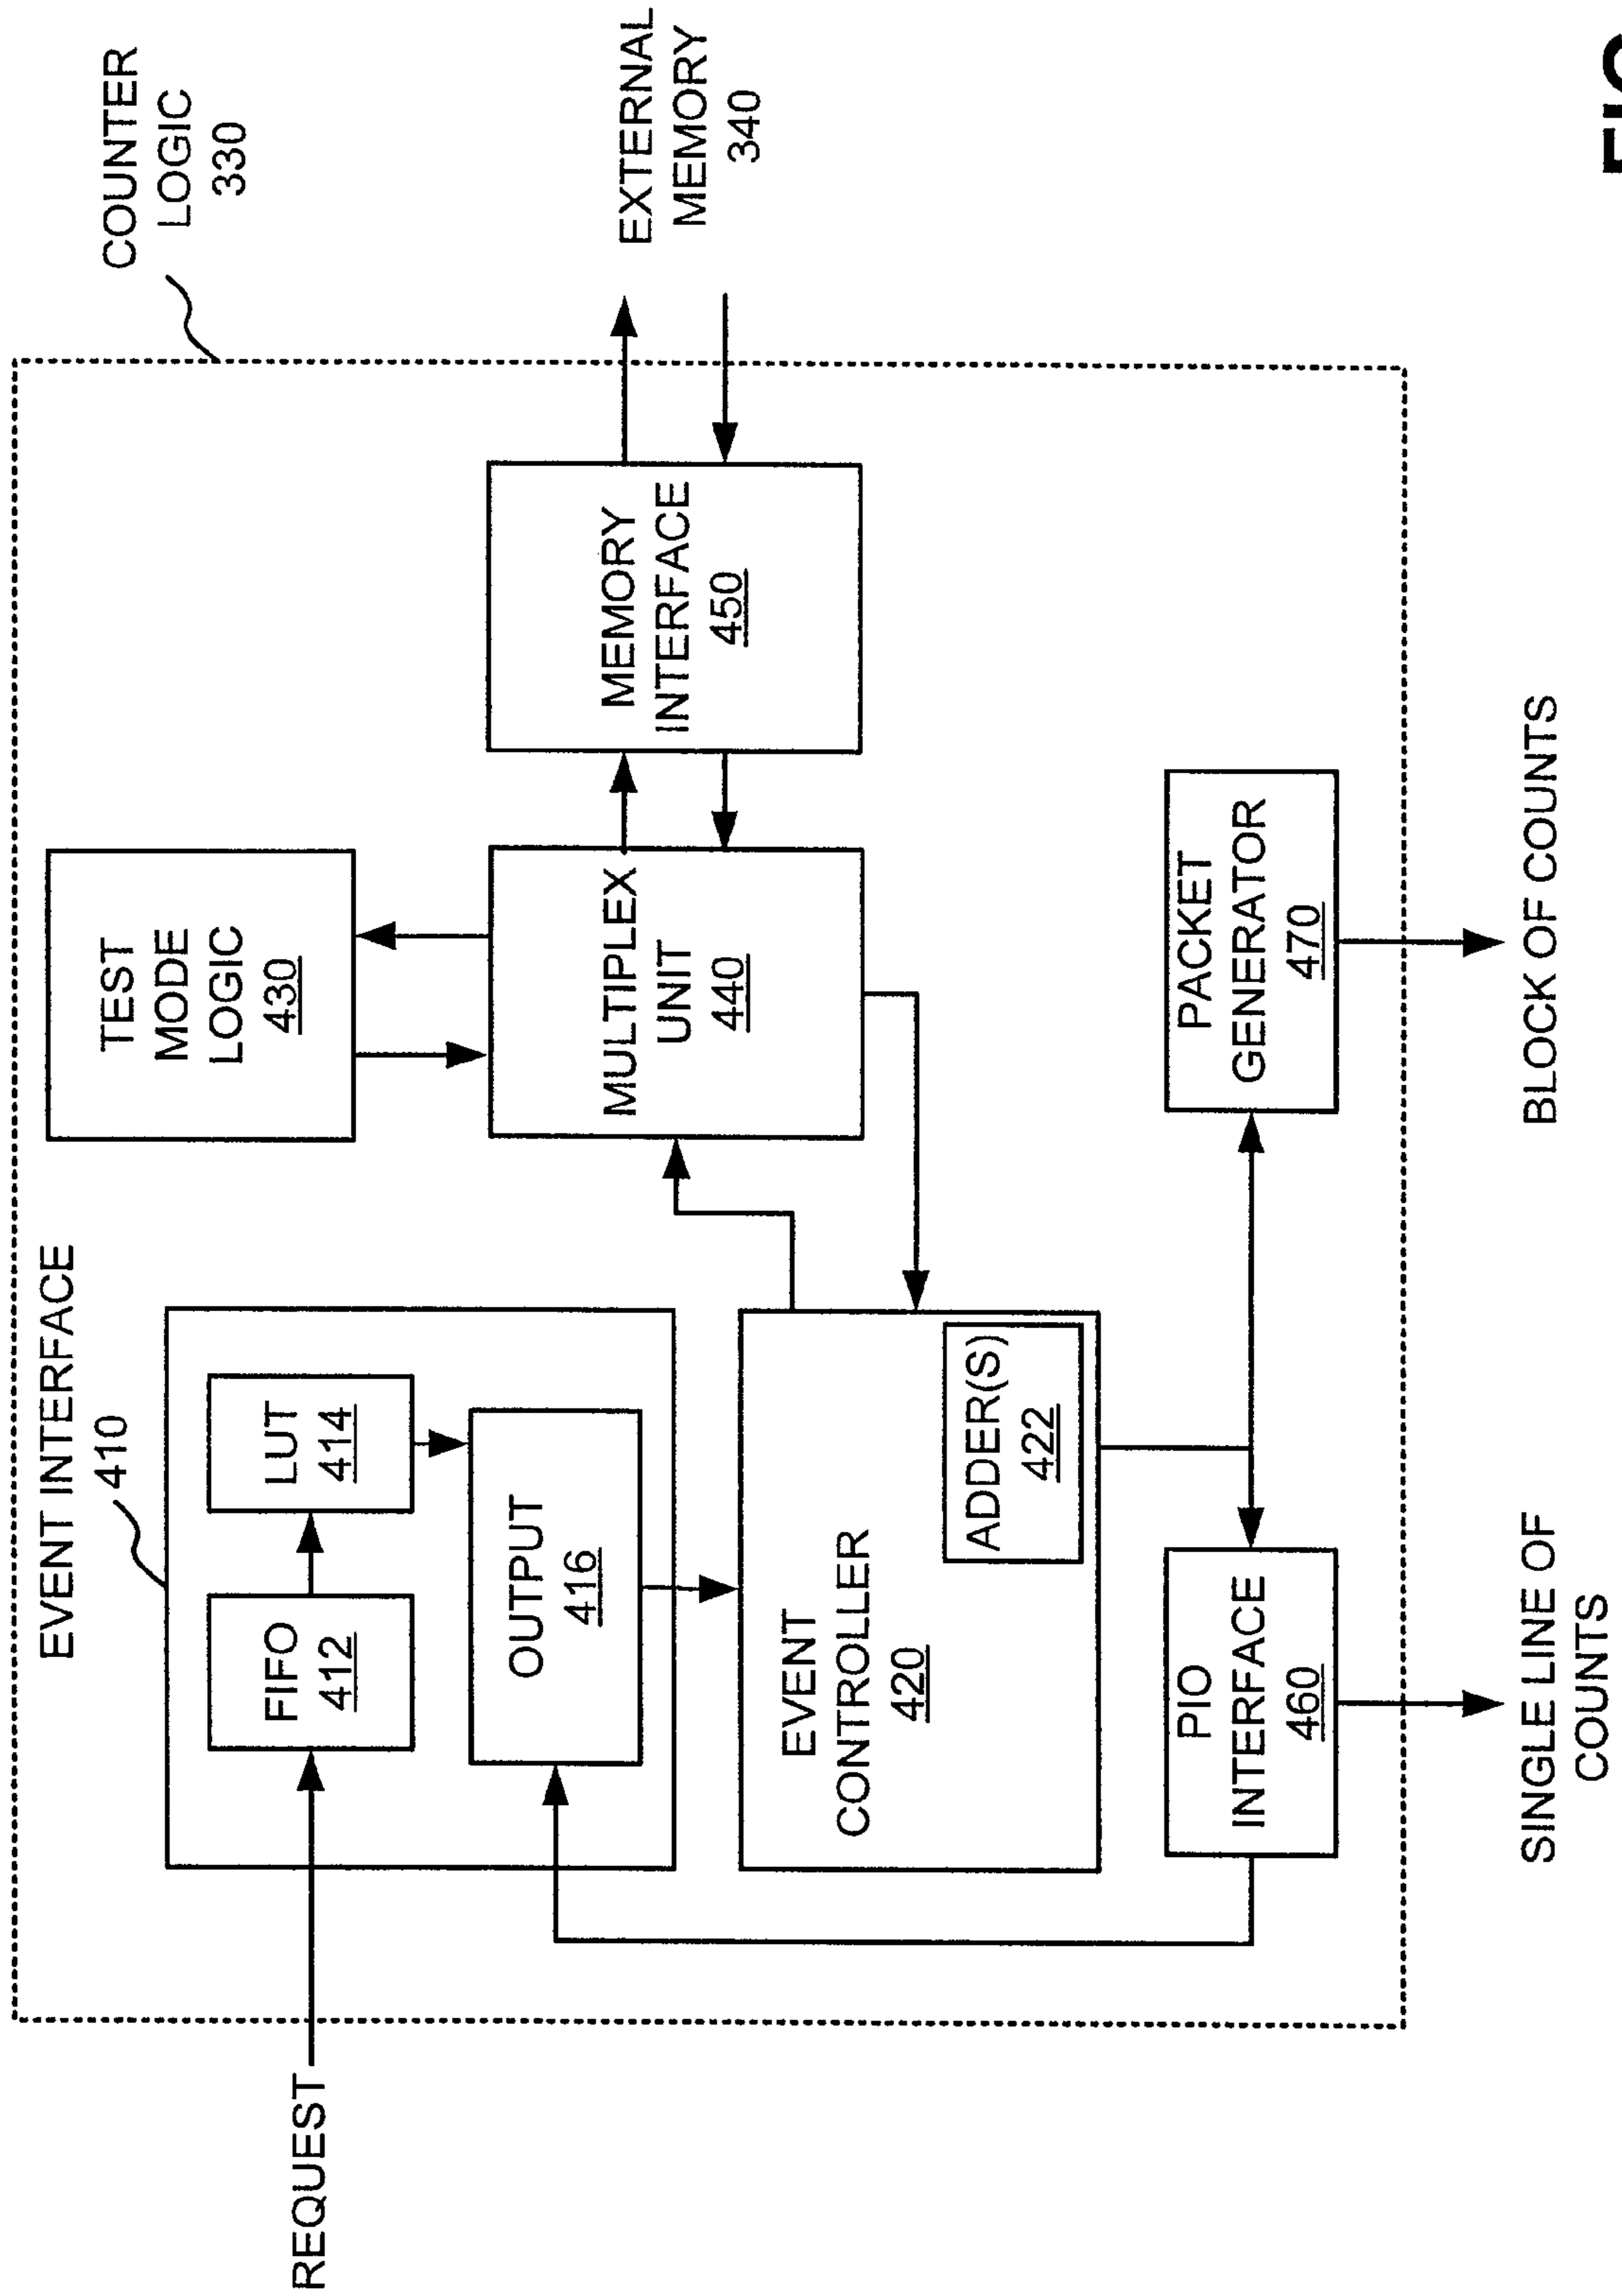 COUNTER
LOGIC
330
EVENT INTERFACE
410
FIFO
412
LUT
414
OUTPUT
416
REQUEST
TEST
MODE
LOGIC
430
MULTIPLEX
UNIT
440
MEMORY
INTERFACE
450
EXTERNAL
MEMORY
340
EVENT
CONTROLLER
420
ADDER(S)
422
PIO
INTERFACE
460
PACKET
GENERATOR
470
SINGLE LINE OF
COUNTS
BLOCK OF COUNTS